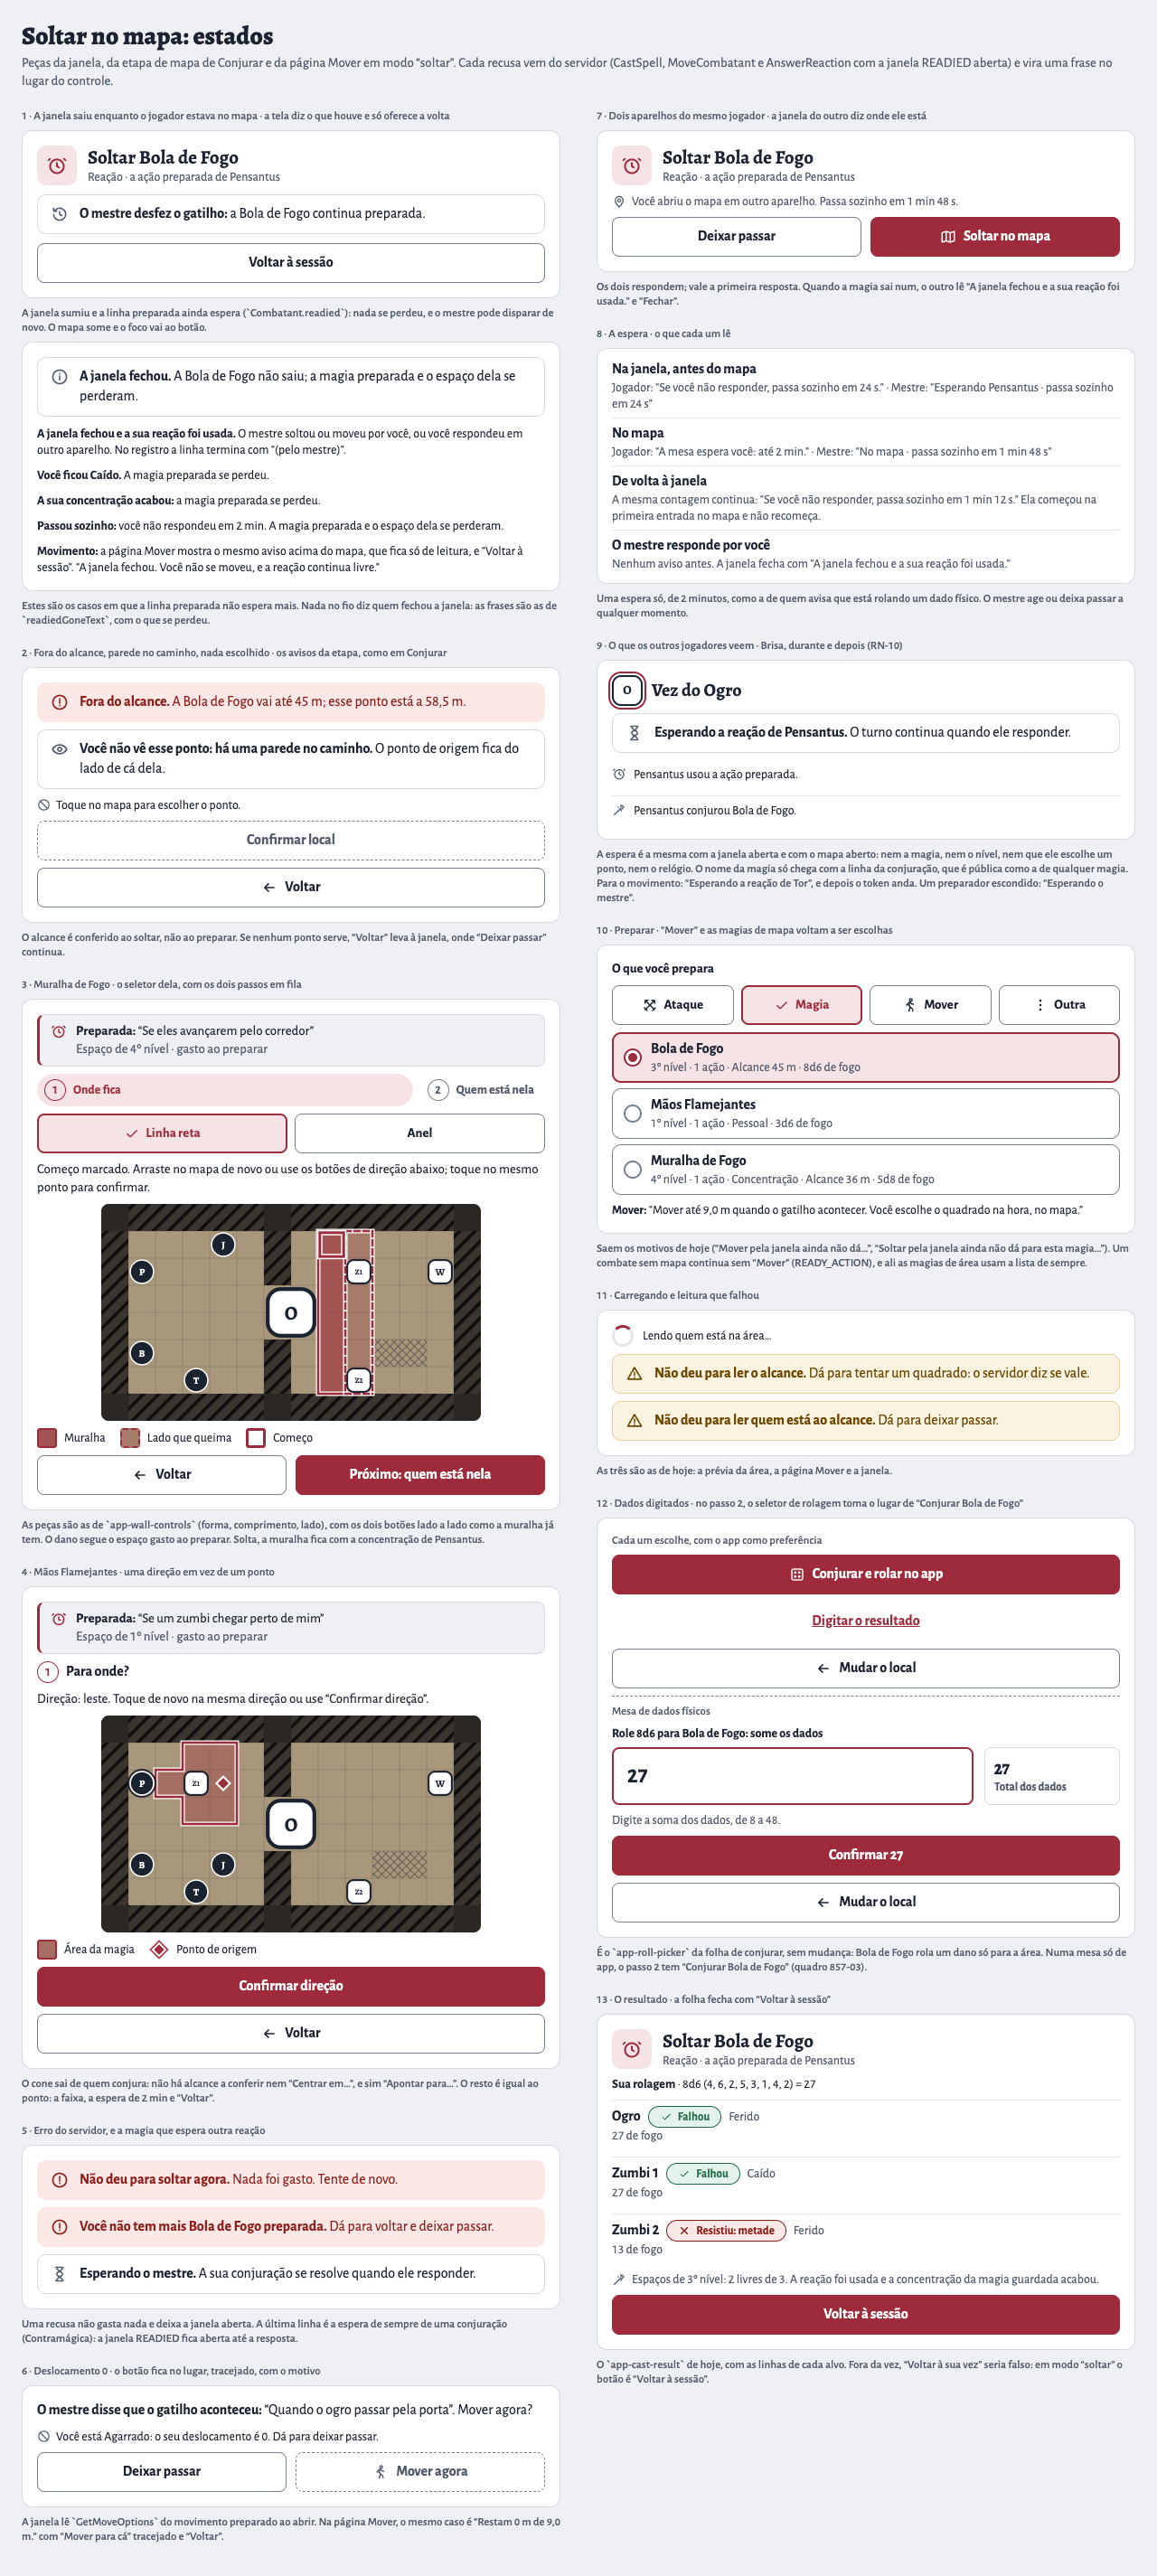 Soltar no mapa: estados
Peças da janela, da etapa de mapa de Conjurar e da página Mover em modo “soltar”. Cada recusa vem do servidor (CastSpell, MoveCombatant e AnswerReaction com a janela READIED aberta) e vira uma frase no
lugar do controle.
1 · A janela saiu enquanto o jogador estava no mapa · a tela diz o que houve e só oferece a volta
Soltar Bola de Fogo
Reação · a ação preparada de Pensantus
O mestre desfez o gatilho: a Bola de Fogo continua preparada.
Voltar à sessão
A janela sumiu e a linha preparada ainda espera (`Combatant.readied`): nada se perdeu, e o mestre pode disparar de
novo. O mapa some e o foco vai ao botão.
A janela fechou. A Bola de Fogo não saiu; a magia preparada e o espaço dela se
perderam.
A janela fechou e a sua reação foi usada. O mestre soltou ou moveu por você, ou você respondeu em
outro aparelho. No registro a linha termina com “(pelo mestre)”.
Você ficou Caído. A magia preparada se perdeu.
A sua concentração acabou: a magia preparada se perdeu.
Passou sozinho: você não respondeu em 2 min. A magia preparada e o espaço dela se perderam.
Movimento: a página Mover mostra o mesmo aviso acima do mapa, que fica só de leitura, e “Voltar à
sessão”. “A janela fechou. Você não se moveu, e a reação continua livre.”
Estes são os casos em que a linha preparada não espera mais. Nada no fio diz quem fechou a janela: as frases são as de
`readiedGoneText`, com o que se perdeu.
2 · Fora do alcance, parede no caminho, nada escolhido · os avisos da etapa, como em Conjurar
Fora do alcance. A Bola de Fogo vai até 45 m; esse ponto está a 58,5 m.
Você não vê esse ponto: há uma parede no caminho. O ponto de origem fica do
lado de cá dela.
Toque no mapa para escolher o ponto.
Confirmar local
Voltar
O alcance é conferido ao soltar, não ao preparar. Se nenhum ponto serve, “Voltar” leva à janela, onde “Deixar passar”
continua.
3 · Muralha de Fogo · o seletor dela, com os dois passos em fila
Preparada: “Se eles avançarem pelo corredor”
Espaço de 4º nível · gasto ao preparar
1 Onde fica
2 Quem está nela
Linha reta
Anel
Começo marcado. Arraste no mapa de novo ou use os botões de direção abaixo; toque no mesmo
ponto para confirmar.
J
P Z1 W
O
B
T Z2
Muralha Lado que queima Começo
Voltar
Próximo: quem está nela
As peças são as de `app-wall-controls` (forma, comprimento, lado), com os dois botões lado a lado como a muralha já
tem. O dano segue o espaço gasto ao preparar. Solta, a muralha fica com a concentração de Pensantus.
4 · Mãos Flamejantes · uma direção em vez de um ponto
Preparada: “Se um zumbi chegar perto de mim”
Espaço de 1º nível · gasto ao preparar
1 Para onde?
Direção: leste. Toque de novo na mesma direção ou use “Confirmar direção”.
P Z1 W
O
B J
T Z2
Área da magia Ponto de origem
Confirmar direção
Voltar
O cone sai de quem conjura: não há alcance a conferir nem “Centrar em…”, e sim “Apontar para…”. O resto é igual ao
ponto: a faixa, a espera de 2 min e “Voltar”.
5 · Erro do servidor, e a magia que espera outra reação
Não deu para soltar agora. Nada foi gasto. Tente de novo.
Você não tem mais Bola de Fogo preparada. Dá para voltar e deixar passar.
Esperando o mestre. A sua conjuração se resolve quando ele responder.
Uma recusa não gasta nada e deixa a janela aberta. A última linha é a espera de sempre de uma conjuração
(Contramágica): a janela READIED fica aberta até a resposta.
6 · Deslocamento 0 · o botão fica no lugar, tracejado, com o motivo
O mestre disse que o gatilho aconteceu: “Quando o ogro passar pela porta”. Mover agora?
Você está Agarrado: o seu deslocamento é 0. Dá para deixar passar.
Deixar passar
Mover agora
A janela lê `GetMoveOptions` do movimento preparado ao abrir. Na página Mover, o mesmo caso é “Restam 0 m de 9,0
m.” com “Mover para cá” tracejado e “Voltar”.
7 · Dois aparelhos do mesmo jogador · a janela do outro diz onde ele está
Soltar Bola de Fogo
Reação · a ação preparada de Pensantus
Você abriu o mapa em outro aparelho. Passa sozinho em 1 min 48 s.
Deixar passar
Soltar no mapa
Os dois respondem; vale a primeira resposta. Quando a magia sai num, o outro lê “A janela fechou e a sua reação foi
usada.” e “Fechar”.
8 · A espera · o que cada um lê
Na janela, antes do mapa
Jogador: “Se você não responder, passa sozinho em 24 s.” · Mestre: “Esperando Pensantus · passa sozinho
em 24 s”
No mapa
Jogador: “A mesa espera você: até 2 min.” · Mestre: “No mapa · passa sozinho em 1 min 48 s”
De volta à janela
A mesma contagem continua: “Se você não responder, passa sozinho em 1 min 12 s.” Ela começou na
primeira entrada no mapa e não recomeça.
O mestre responde por você
Nenhum aviso antes. A janela fecha com “A janela fechou e a sua reação foi usada.”
Uma espera só, de 2 minutos, como a de quem avisa que está rolando um dado físico. O mestre age ou deixa passar a
qualquer momento.
9 · O que os outros jogadores veem · Brisa, durante e depois (RN-10)
O Vez do Ogro
Esperando a reação de Pensantus. O turno continua quando ele responder.
Pensantus usou a ação preparada.
Pensantus conjurou Bola de Fogo.
A espera é a mesma com a janela aberta e com o mapa aberto: nem a magia, nem o nível, nem que ele escolhe um
ponto, nem o relógio. O nome da magia só chega com a linha da conjuração, que é pública como a de qualquer magia.
Para o movimento: “Esperando a reação de Tor”, e depois o token anda. Um preparador escondido: “Esperando o
mestre”.
10 · Preparar · “Mover” e as magias de mapa voltam a ser escolhas
O que você prepara
Ataque
Magia
Mover
Outra
Bola de Fogo
3º nível · 1 ação · Alcance 45 m · 8d6 de fogo
Mãos Flamejantes
1º nível · 1 ação · Pessoal · 3d6 de fogo
Muralha de Fogo
4º nível · 1 ação · Concentração · Alcance 36 m · 5d8 de fogo
Mover: “Mover até 9,0 m quando o gatilho acontecer. Você escolhe o quadrado na hora, no mapa.”
Saem os motivos de hoje (“Mover pela janela ainda não dá…”, “Soltar pela janela ainda não dá para esta magia…”). Um
combate sem mapa continua sem “Mover” (READY_ACTION), e ali as magias de área usam a lista de sempre.
11 · Carregando e leitura que falhou
Lendo quem está na área…
Não deu para ler o alcance. Dá para tentar um quadrado: o servidor diz se vale.
Não deu para ler quem está ao alcance. Dá para deixar passar.
As três são as de hoje: a prévia da área, a página Mover e a janela.
12 · Dados digitados · no passo 2, o seletor de rolagem toma o lugar de “Conjurar Bola de Fogo”
Cada um escolhe, com o app como preferência
Conjurar e rolar no app
Digitar o resultado
Mudar o local
Mesa de dados físicos
Role 8d6 para Bola de Fogo: some os dados
27
27
Total dos dados
Digite a soma dos dados, de 8 a 48.
Confirmar 27
Mudar o local
É o `app-roll-picker` da folha de conjurar, sem mudança: Bola de Fogo rola um dano só para a área. Numa mesa só de
app, o passo 2 tem “Conjurar Bola de Fogo” (quadro 857-03).
13 · O resultado · a folha fecha com “Voltar à sessão”
Soltar Bola de Fogo
Reação · a ação preparada de Pensantus
Sua rolagem · 8d6 (4, 6, 2, 5, 3, 1, 4, 2) = 27
Ogro Falhou Ferido
27 de fogo
Zumbi 1 Falhou Caído
27 de fogo
Zumbi 2 Resistiu: metade Ferido
13 de fogo
Espaços de 3º nível: 2 livres de 3. A reação foi usada e a concentração da magia guardada acabou.
Voltar à sessão
O `app-cast-result` de hoje, com as linhas de cada alvo. Fora da vez, “Voltar à sua vez” seria falso: em modo “soltar” o
botão é “Voltar à sessão”.